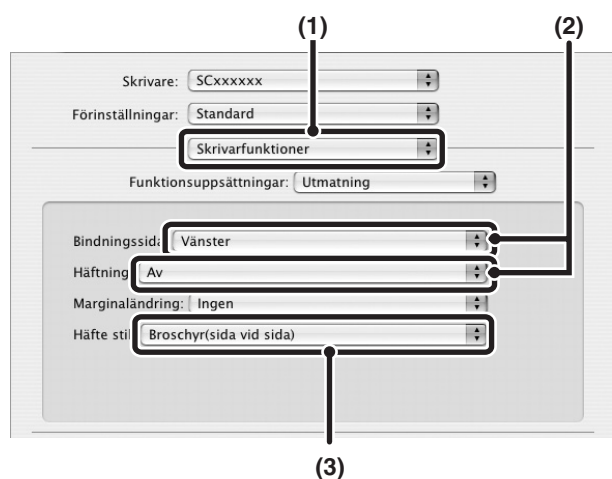 (1) (2)
Skrivare: SCxxxxxx
Förinställningar: Standard
Skrivarfunktioner
Funktionsuppsättningar: Utmatning
Bindningssida Vänster
Häftning Av
Marginaländring: Ingen
Häfte stil Broschyr(sida vid sida)
(3)